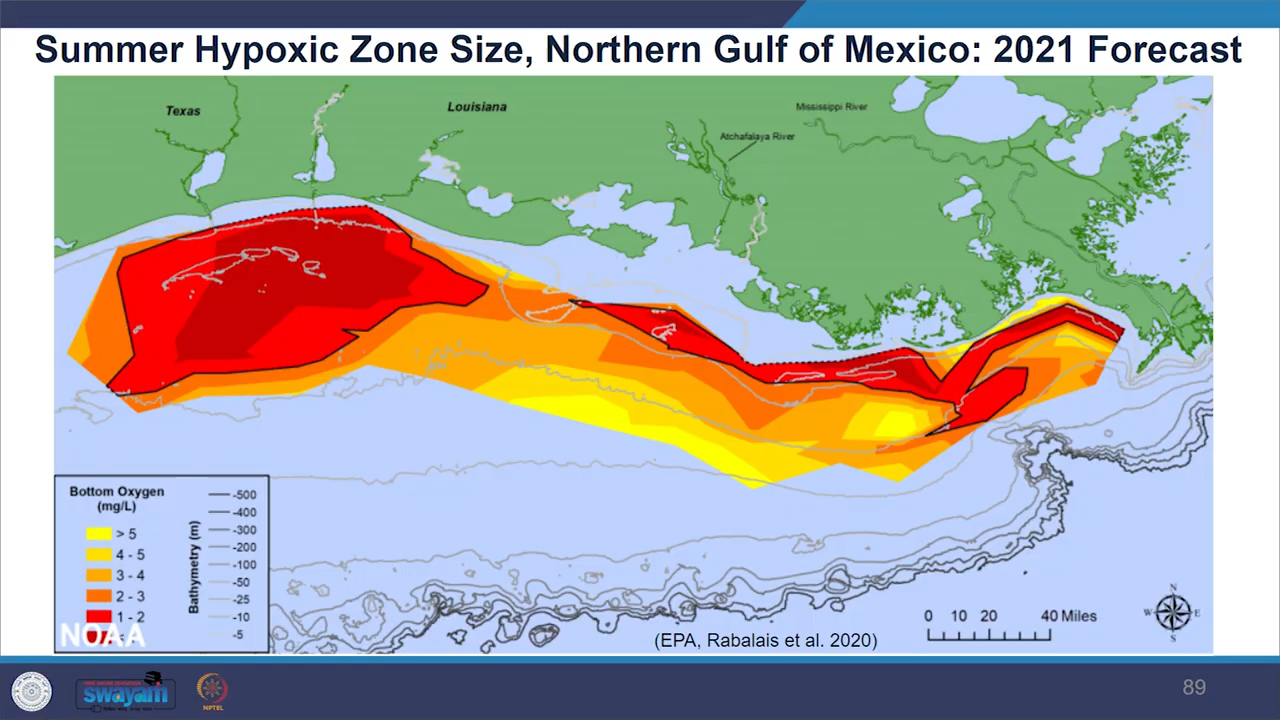 Summer Hypoxic Zone Size, Northern Gulf of Mexico: 2021 Forecast
Texas
Louisiana
Mississippi River
Atchafalaya River
Bottom Oxygen
(mg/L)
> 5
4 - 5
3 - 4
2 - 3
1 - 2
Bathymetry (m)
-500
-400
-300
-200
-100
-50
-25
-10
-5
NOAA
(EPA, Rabalais et al. 2020)
0 10 20 40 Miles
N
W E
S
swayam
NPTEL
89